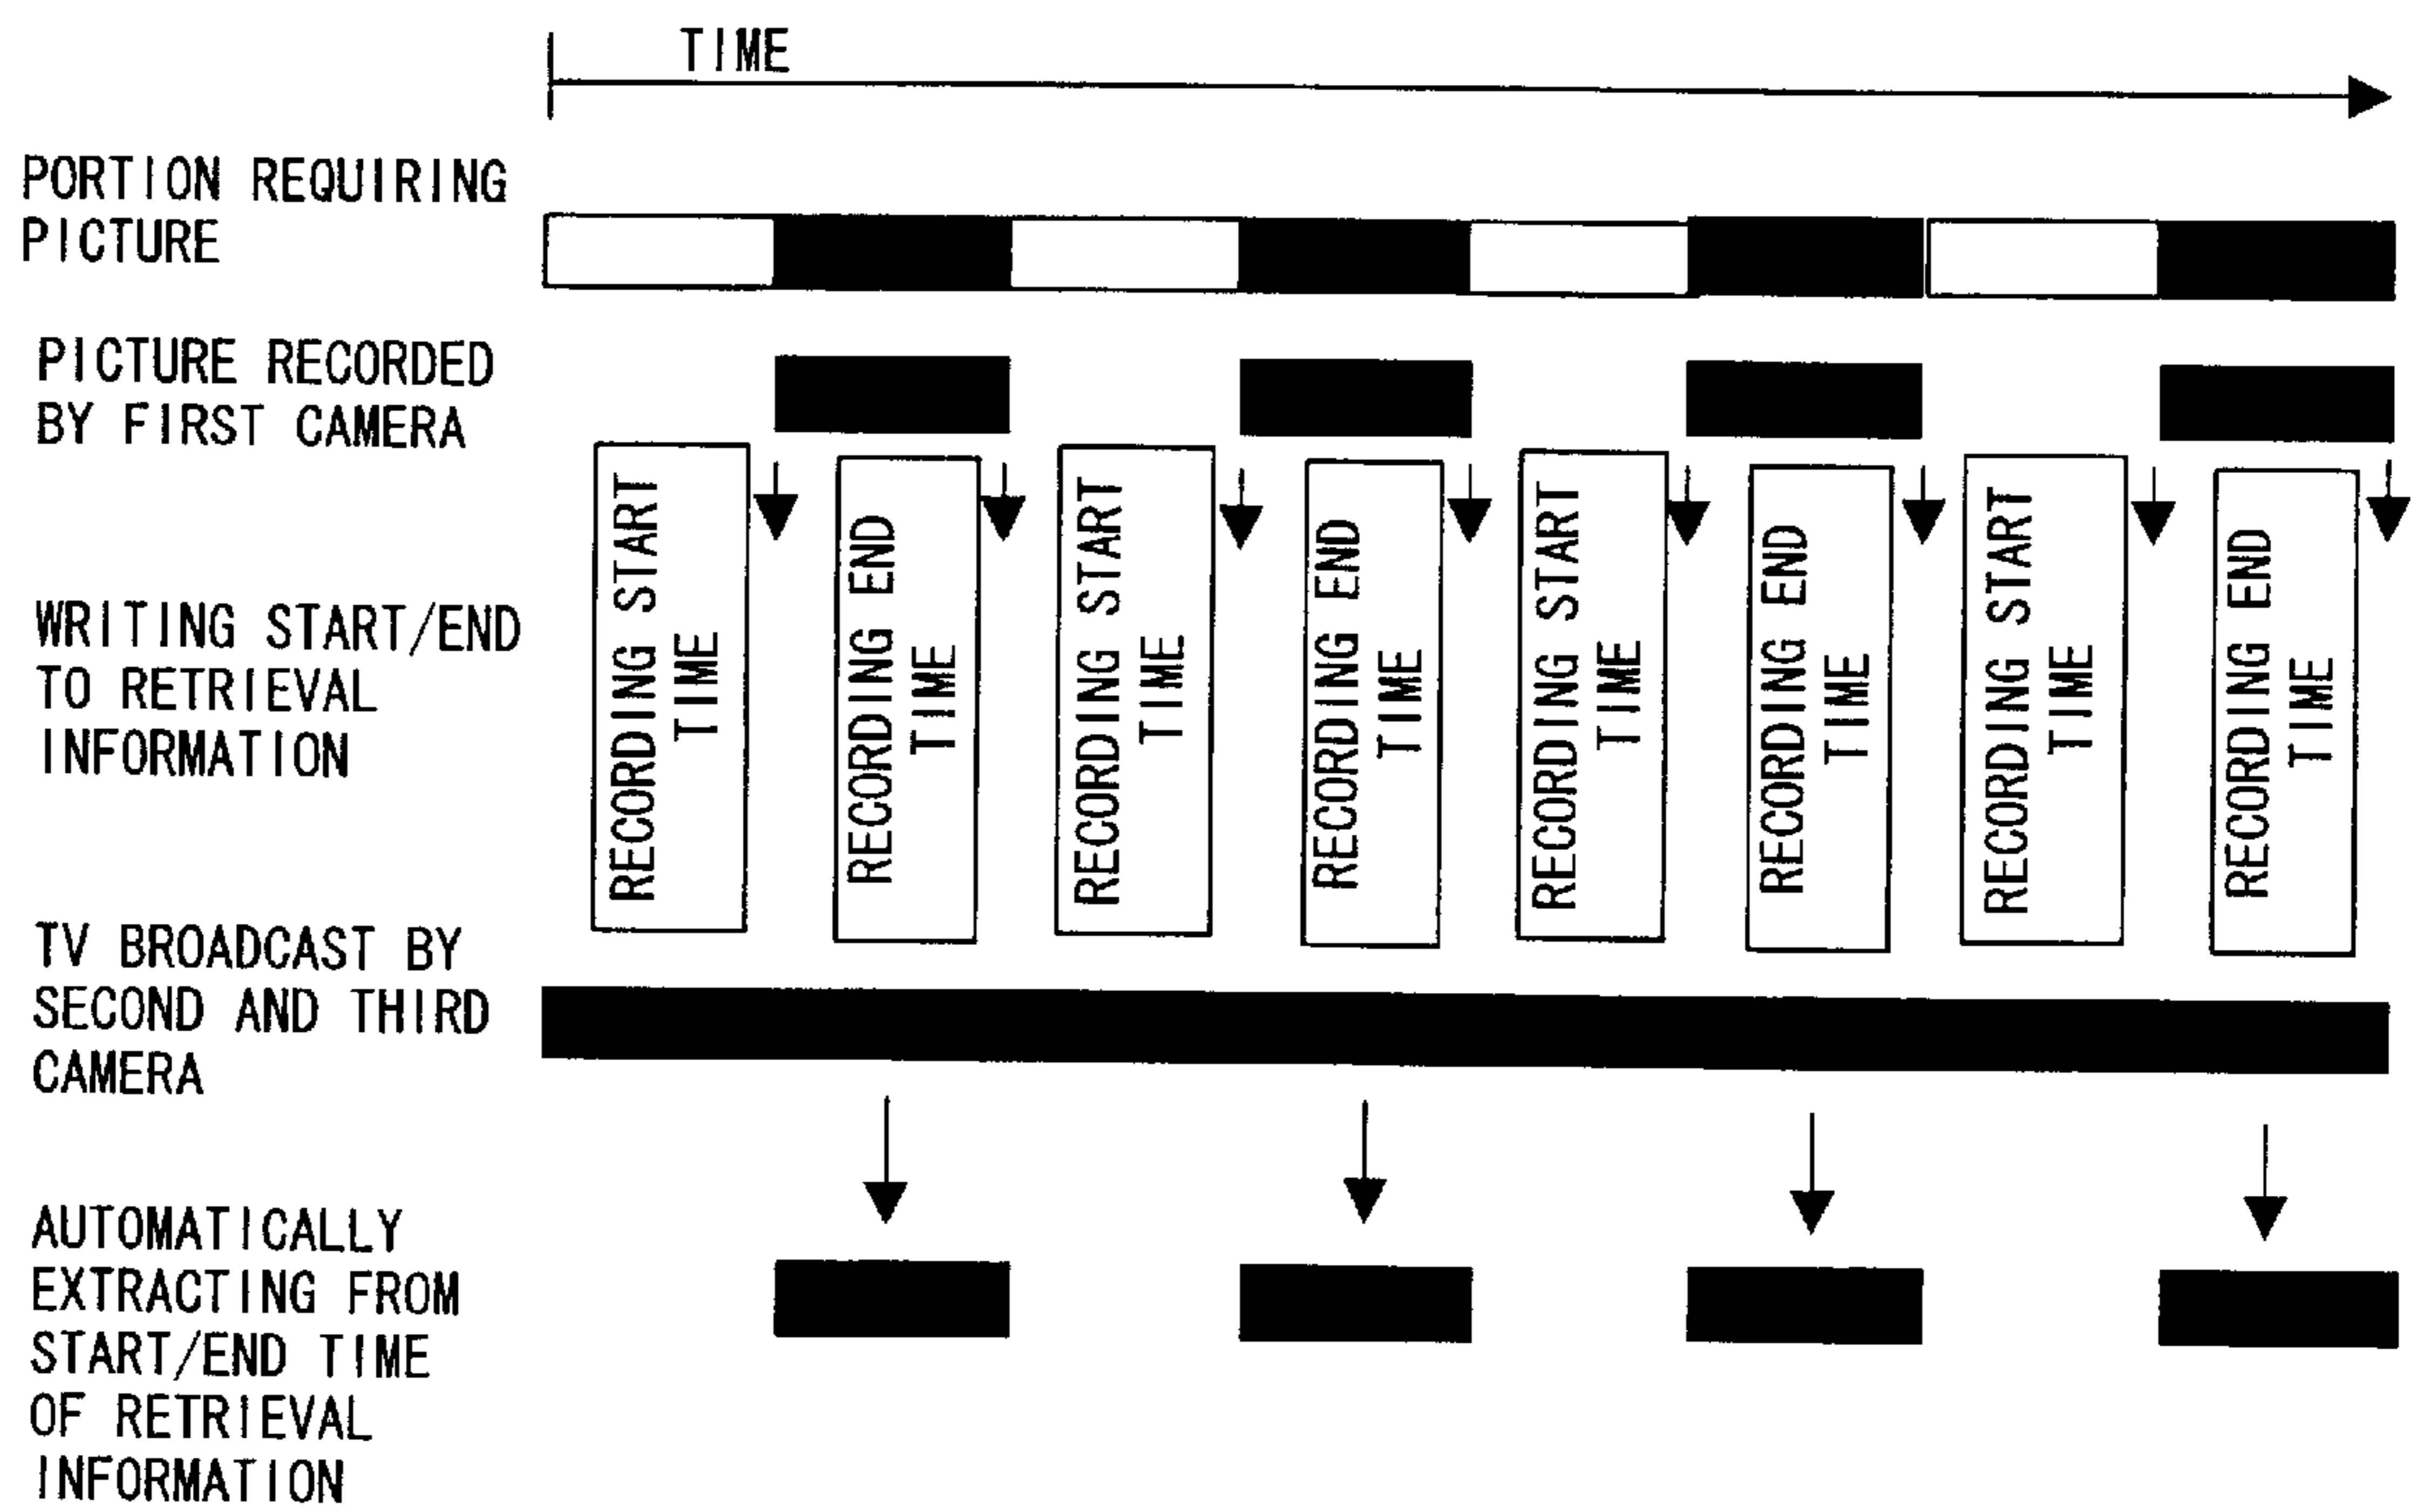 TIME
PORTION REQUIRING
PICTURE
PICTURE RECORDED
BY FIRST CAMERA
WRITING START/END
TO RETRIEVAL
INFORMATION
RECORDING START
TIME
RECORDING END
TIME
RECORDING START
TIME
RECORDING END
TIME
RECORDING START
TIME
RECORDING END
TIME
RECORDING START
TIME
RECORDING END
TIME
TV BROADCAST BY
SECOND AND THIRD
CAMERA
AUTOMATICALLY
EXTRACTING FROM
START/END TIME
OF RETRIEVAL
INFORMATION